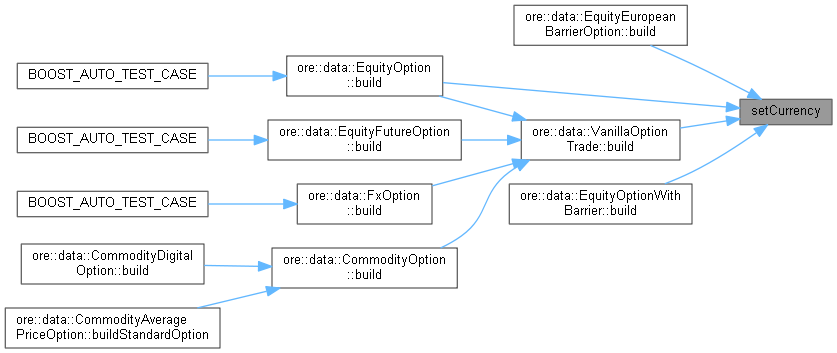 ore::data::EquityEuropean
BarrierOption::build
ore::data::EquityOption
::build
BOOST_AUTO_TEST_CASE
setCurrency
ore::data::EquityFutureOption
::build
BOOST_AUTO_TEST_CASE
ore::data::VanillaOption
Trade::build
ore::data::FxOption
::build
BOOST_AUTO_TEST_CASE
ore::data::EquityOptionWith
Barrier::build
ore::data::CommodityDigital
Option::build
ore::data::CommodityOption
::build
ore::data::CommodityAverage
PriceOption::buildStandardOption